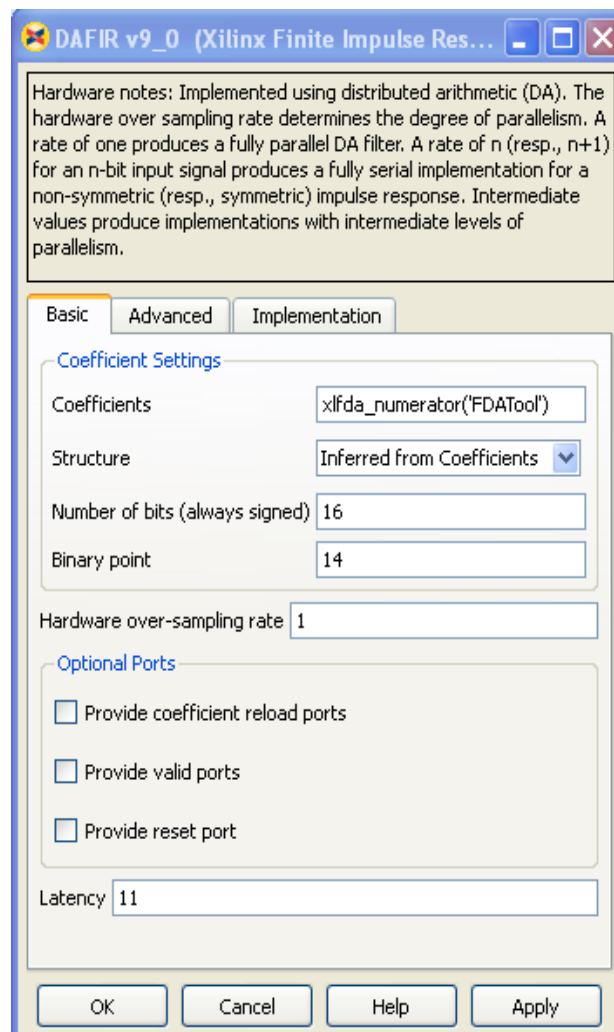 DAFIR v9_0 (Xilinx Finite Impulse Res...
Hardware notes: Implemented using distributed arithmetic (DA). The
hardware over sampling rate determines the degree of parallelism. A
rate of one produces a fully parallel DA filter. A rate of n (resp., n+1)
for an n-bit input signal produces a fully serial implementation for a
non-symmetric (resp., symmetric) impulse response. Intermediate
values produce implementations with intermediate levels of
parallelism.
Basic Advanced Implementation
Coefficient Settings
Coefficients xlfda_numerator('FDATool')
Structure Inferred from Coefficients
Number of bits (always signed) 16
Binary point 14
Hardware over-sampling rate 1
Optional Ports
Provide coefficient reload ports
Provide valid ports
Provide reset port
Latency 11
OK Cancel Help Apply